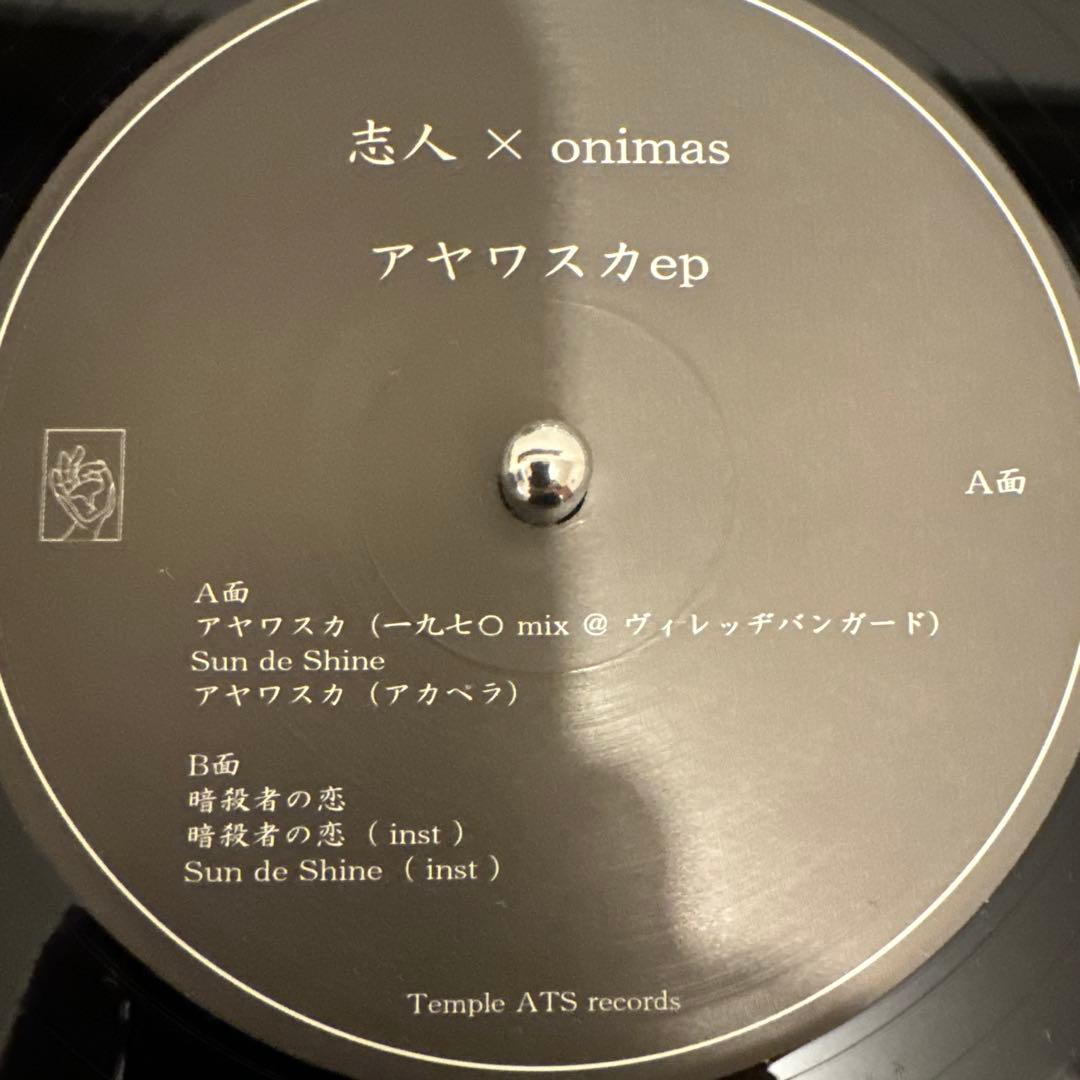 志人 × onimas
アヤワスカep
A面
A面
アヤワスカ（一九七〇 mix @ ヴィレッヂバンガード）
Sun de Shine
アヤワスカ（アカペラ）
B面
暗殺者の恋
暗殺者の恋（ inst ）
Sun de Shine（ inst ）
Temple ATS records